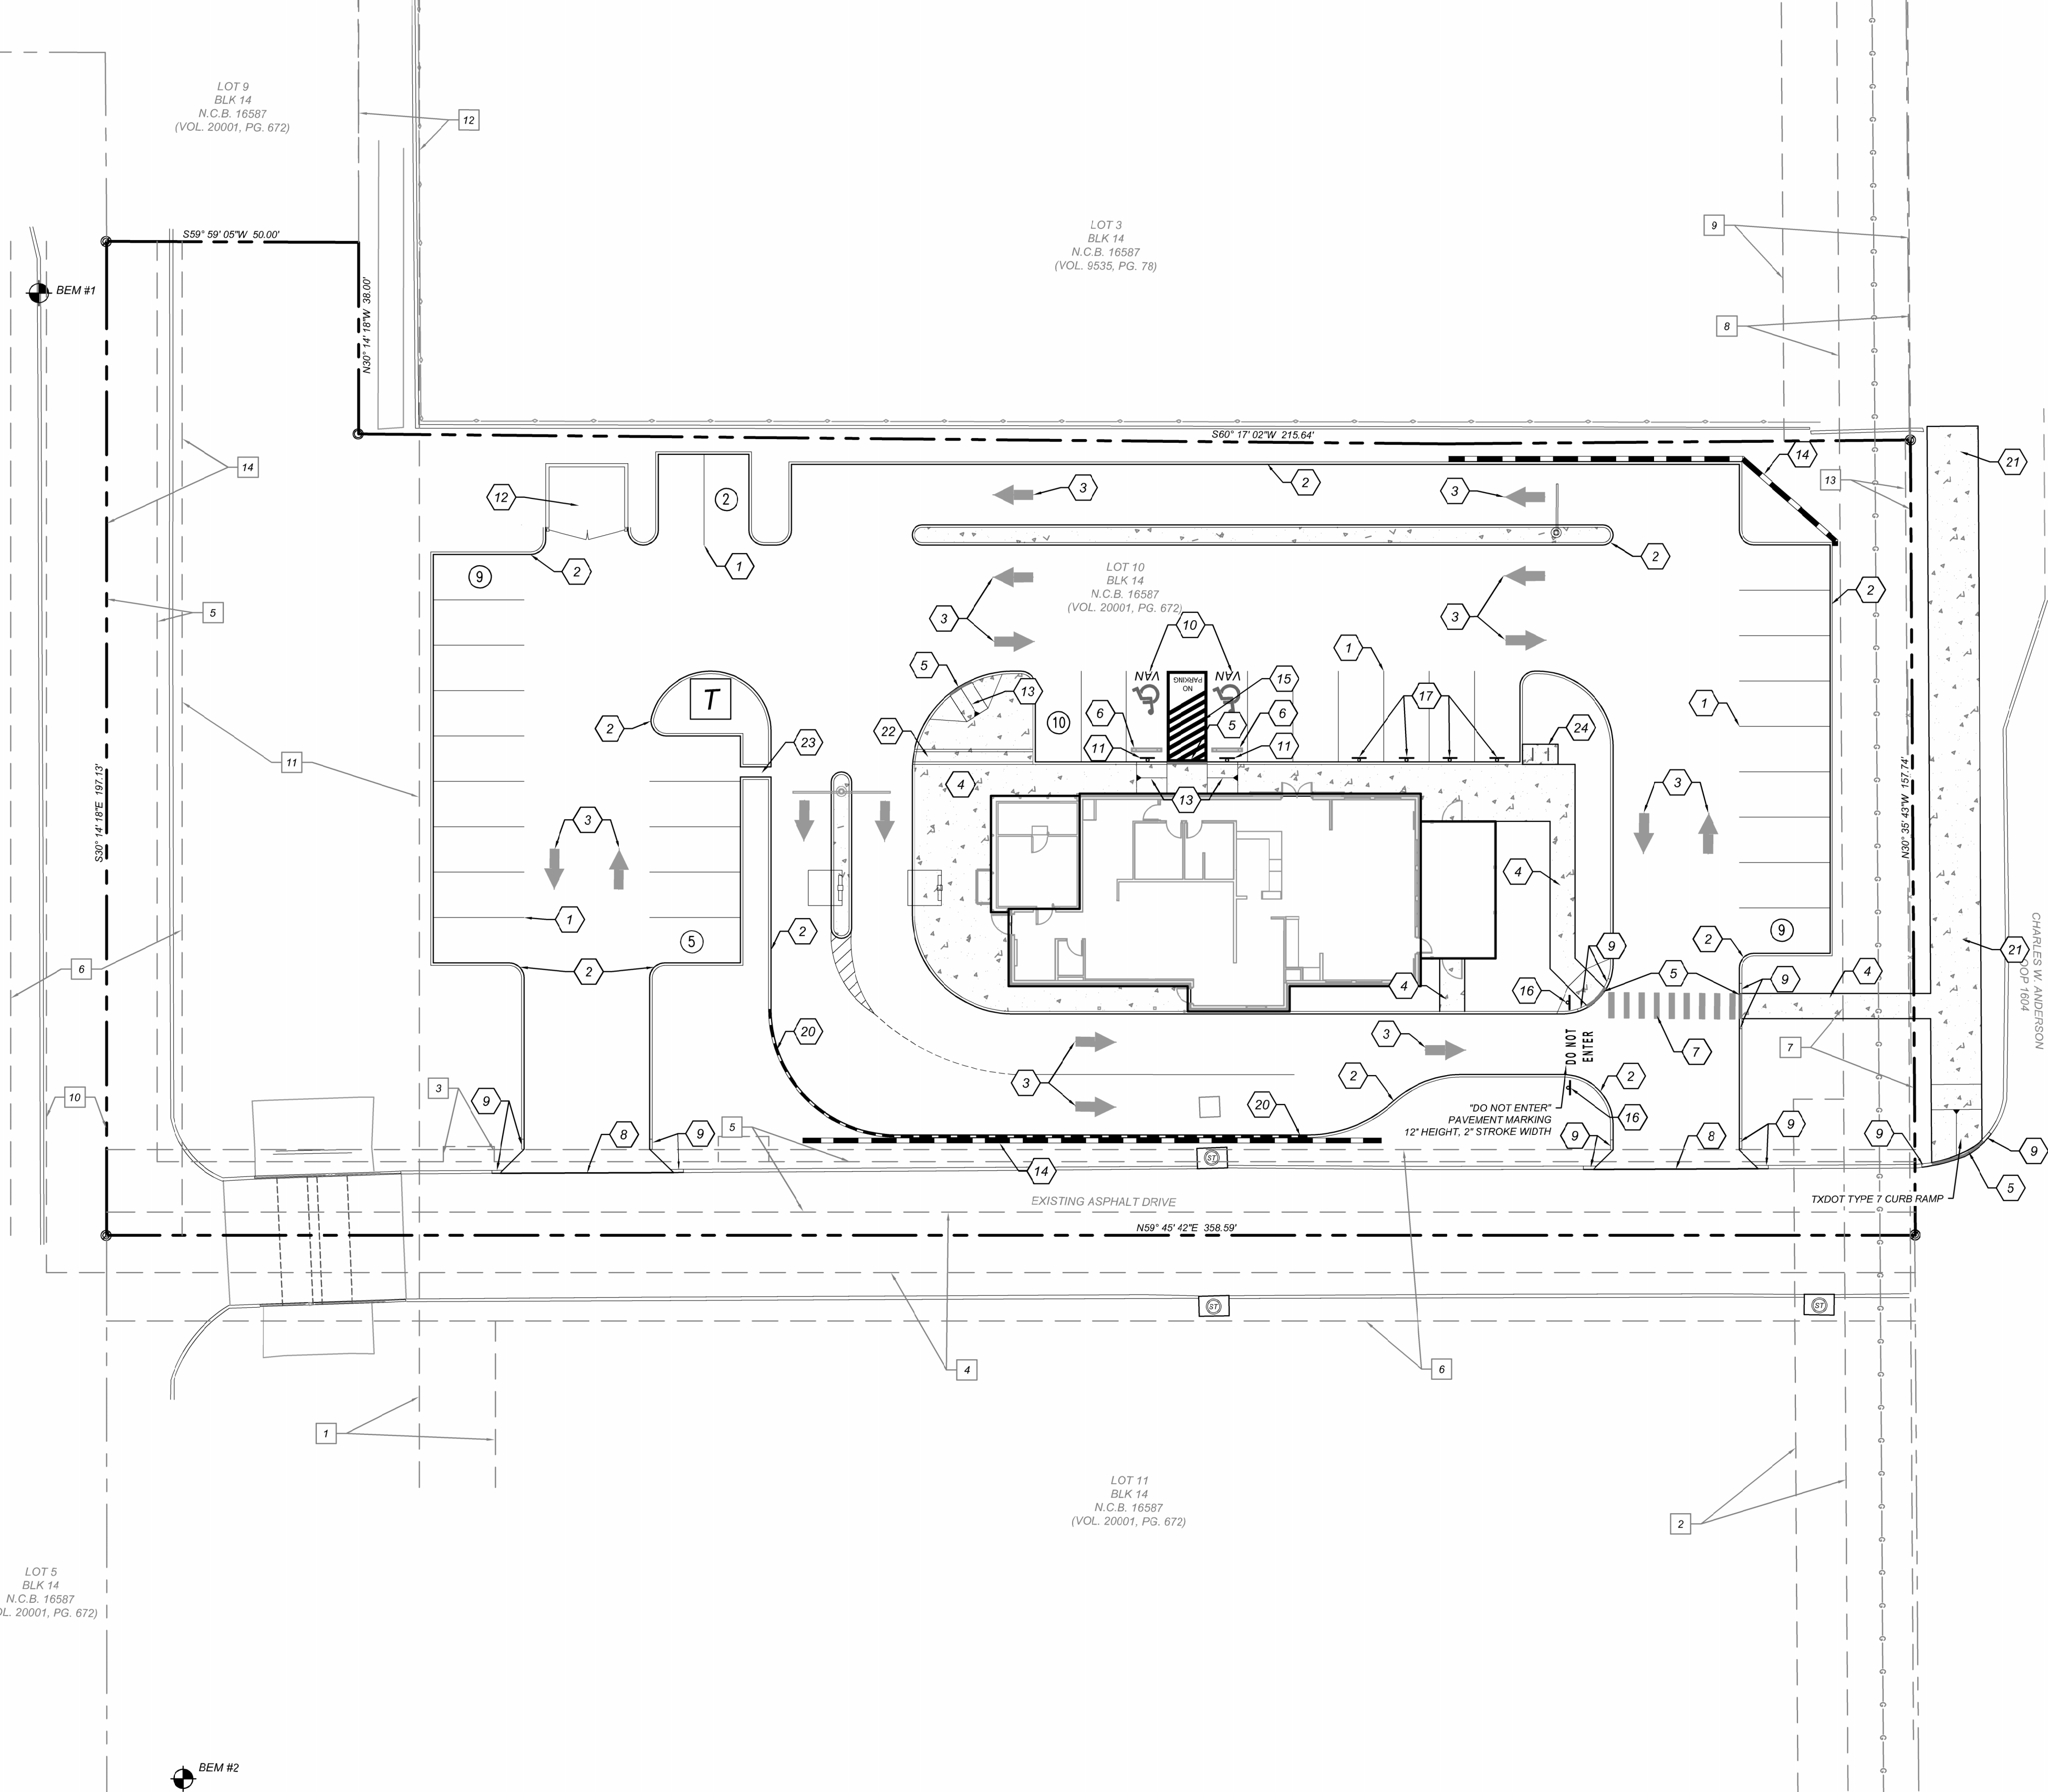 LOT 9
BLK 14
N.C.B. 16587
(VOL. 20001, PG. 672)
12
LOT 3
BLK 14
N.C.B. 16587
(VOL. 9535, PG. 78)
9
8
S59° 59' 05"W 50.00'
BEM #1
N30° 14' 18"W 38.00'
S60° 17' 02"W 215.64'
14
12
2
3
3
2
14
13
21
1
2
2
9
2
LOT 10
BLK 14
N.C.B. 16587
(VOL. 20001, PG. 672)
5
3
3
10
1
VAN
NO
PARKING
VAN
15
5
13
17
1
T
2
23
22
10
6
5
6
11
11
24
4
13
11
S30° 14' 18"E 197.13'
3
3
N30° 35' 43"W 157.74'
4
1
2
5
9
2
9
21
CHARLES W. ANDERSON
OOP 1604
6
2
4
16
5
9
4
20
3
3
DO NOT
ENTER
7
7
3
2
2
10
3
9
8
9
5
20
"DO NOT ENTER"
PAVEMENT MARKING
12" HEIGHT, 2" STROKE WIDTH
16
9
8
9
9
9
14
ST
5
TXDOT TYPE 7 CURB RAMP
EXISTING ASPHALT DRIVE
N59° 45' 42"E 358.59'
ST
ST
4
6
1
LOT 11
BLK 14
N.C.B. 16587
(VOL. 20001, PG. 672)
2
LOT 5
BLK 14
N.C.B. 16587
OL. 20001, PG. 672)
BEM #2
G